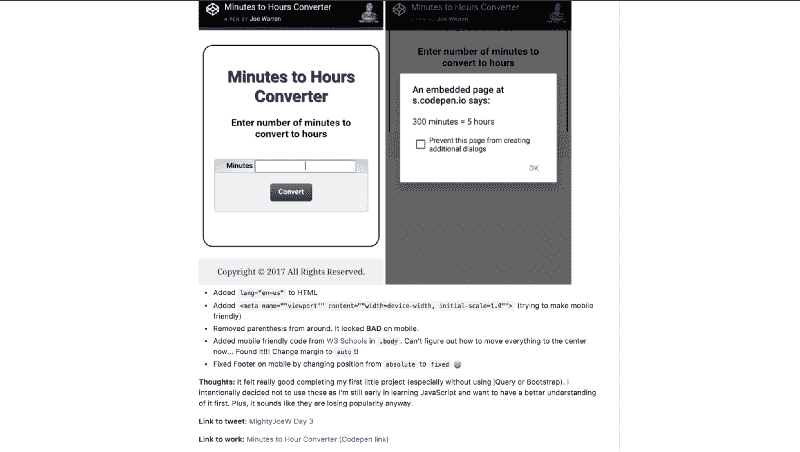 Minutes to Hours Converter
A PEN BY Joe Warren
Minutes to Hours
Converter
Enter number of minutes to
convert to hours
Minutes
Convert
Copyright © 2017 All Rights Reserved.
Minutes to Hours Converter
A PEN BY Joe Warren
Enter number of minutes to
convert to hours
An embedded page at
s.codepen.io says:
300 minutes = 5 hours
Prevent this page from creating
additional dialogs
OK
• Added lang="en=us" to HTML
• Added <meta name=""viewport"" content=""width=device-width, initial-scale=1.0""> (trying to make mobile
friendly)
• Removed parenthesis from around. It looked BAD on mobile.
• Added mobile friendly code from W3 Schools in .body. Can't figure out how to move everything to the center
now... Found it!!! Change margin to auto !!
• Fixed Footer on mobile by changing position from absolute to fixed
Thoughts: It felt really good completing my first little project (especially without using jQuery or Bootstrap). I
intentionally decided not to use those as I'm still early in learning JavaScript and want to have a better understanding
of it first. Plus, it sounds like they are losing popularity anyway.
Link to tweet: MightyJoeW Day 3
Link to work: Minutes to Hour Converter (Codepen link)